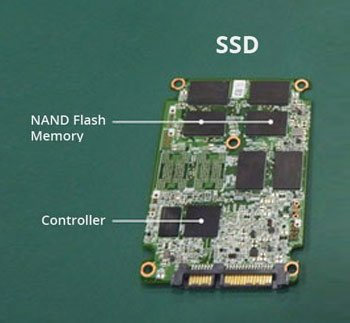 SSD
NAND Flash
Memory
Controller